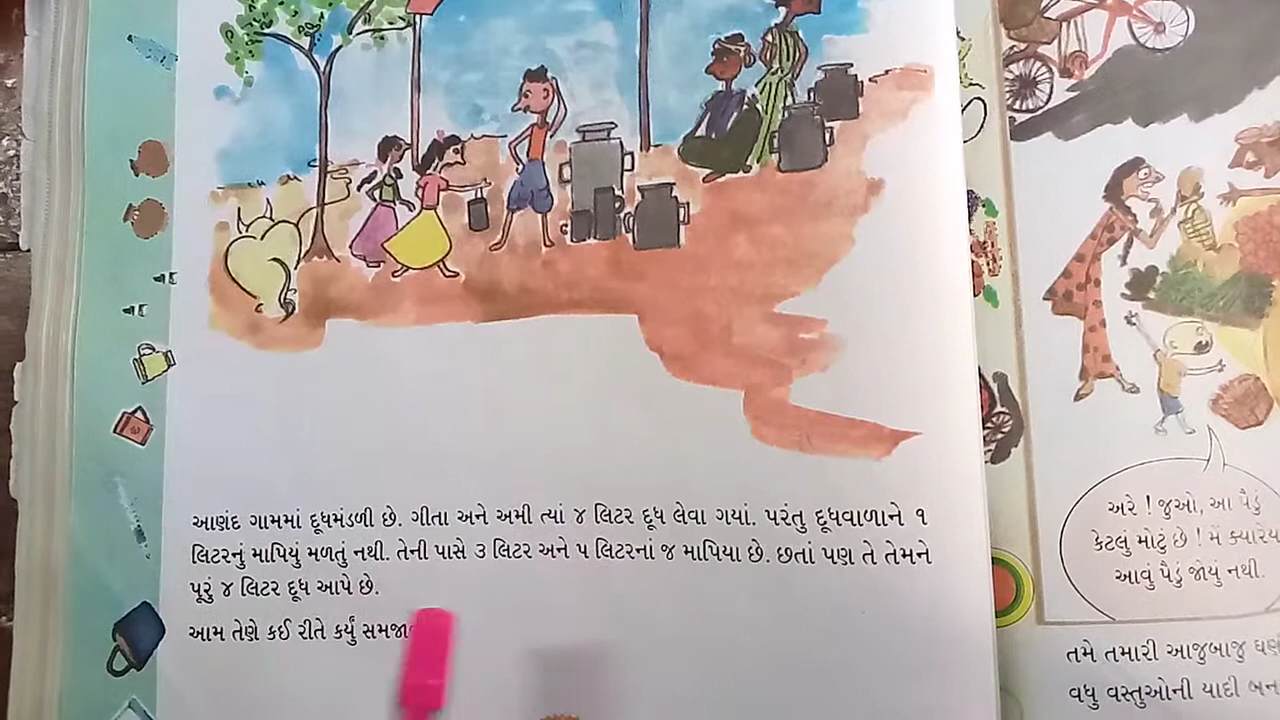 આણંદ ગામમાં દૂધમંડળી છે. ગીતા અને અમી ત્યાં ૪ લિટર દૂધ લેવા ગયાં. પરંતુ દૂધવાળાને ૧
લિટરનું માપિયું મળતું નથી. તેની પાસે ૩ લિટર અને ૫ લિટરનાં જ માપિયા છે. છતાં પણ તે તેમને
પૂરું ૪ લિટર દૂધ આપે છે.
આમ તેણે કઈ રીતે કર્યું
અરે ! જુઓ, આ પૈડું
કેટલું મોટું છે ! મેં ક્યારેય
આવું પૈડું જોયું નથી.
તમે તમારી આજુબાજુ
વધુ વસ્તુઓની યાદી